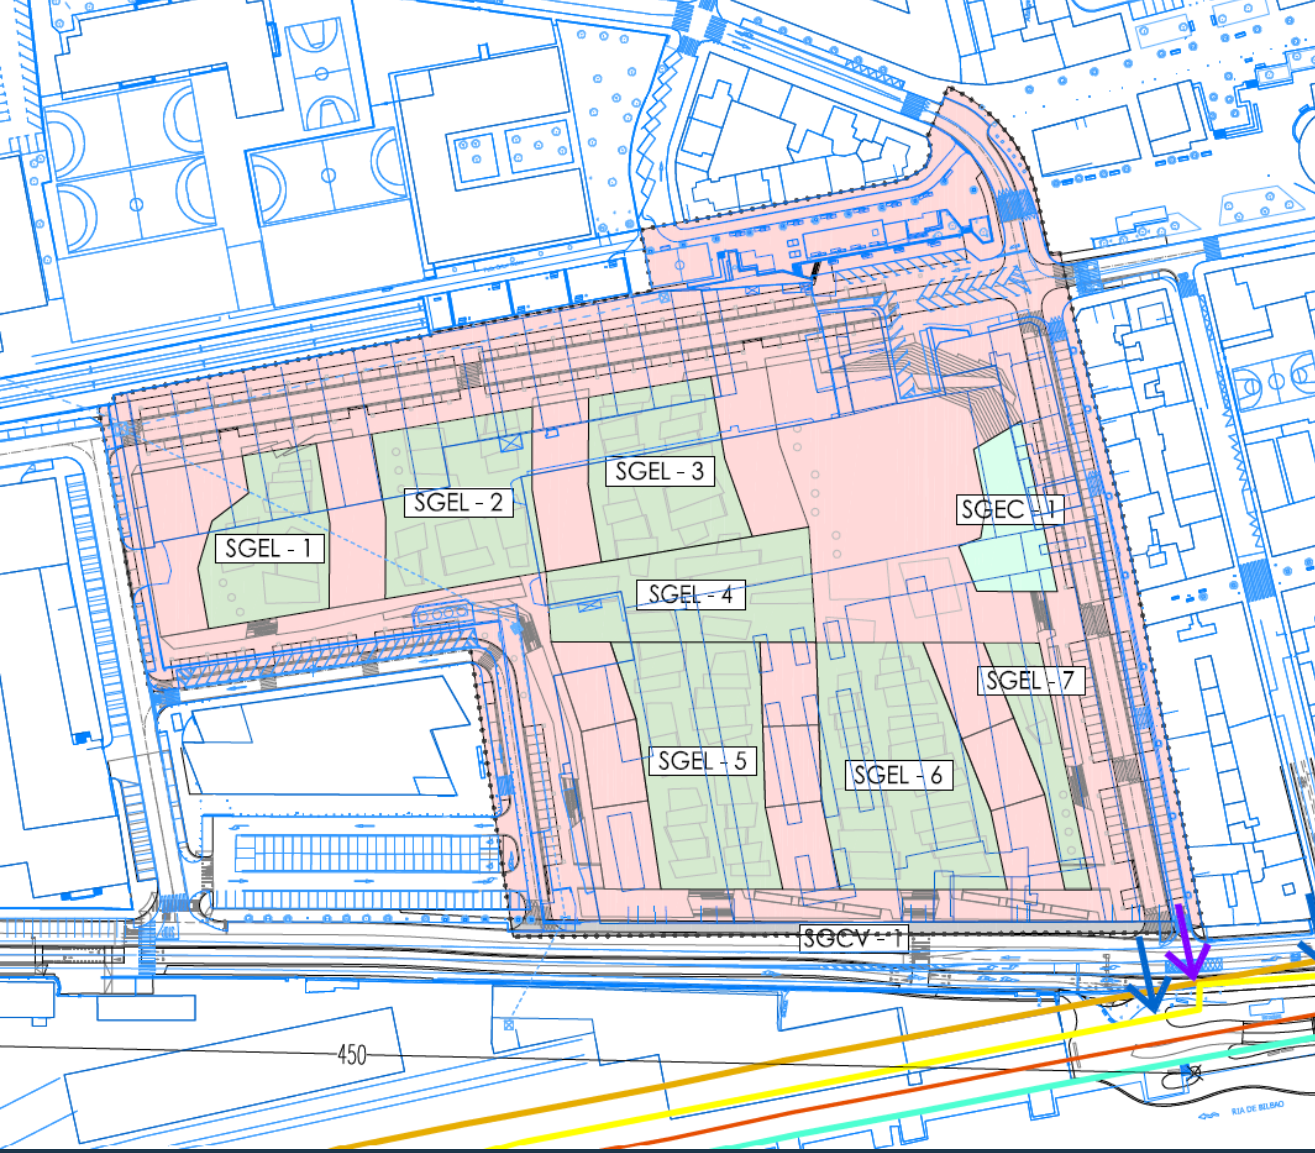 SGEL - 3
SGEL - 2
SGEC - 1
SGEL - 1
SGEL - 4
SGEL - 7
SGEL - 5
SGEL - 6
SGCV - 1
450
RIA DE BILBAO